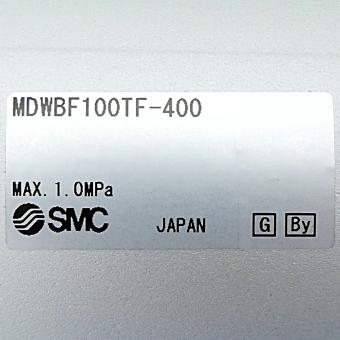 MDWBF100TF-400
MAX. 1.0MPa
SMC JAPAN G By